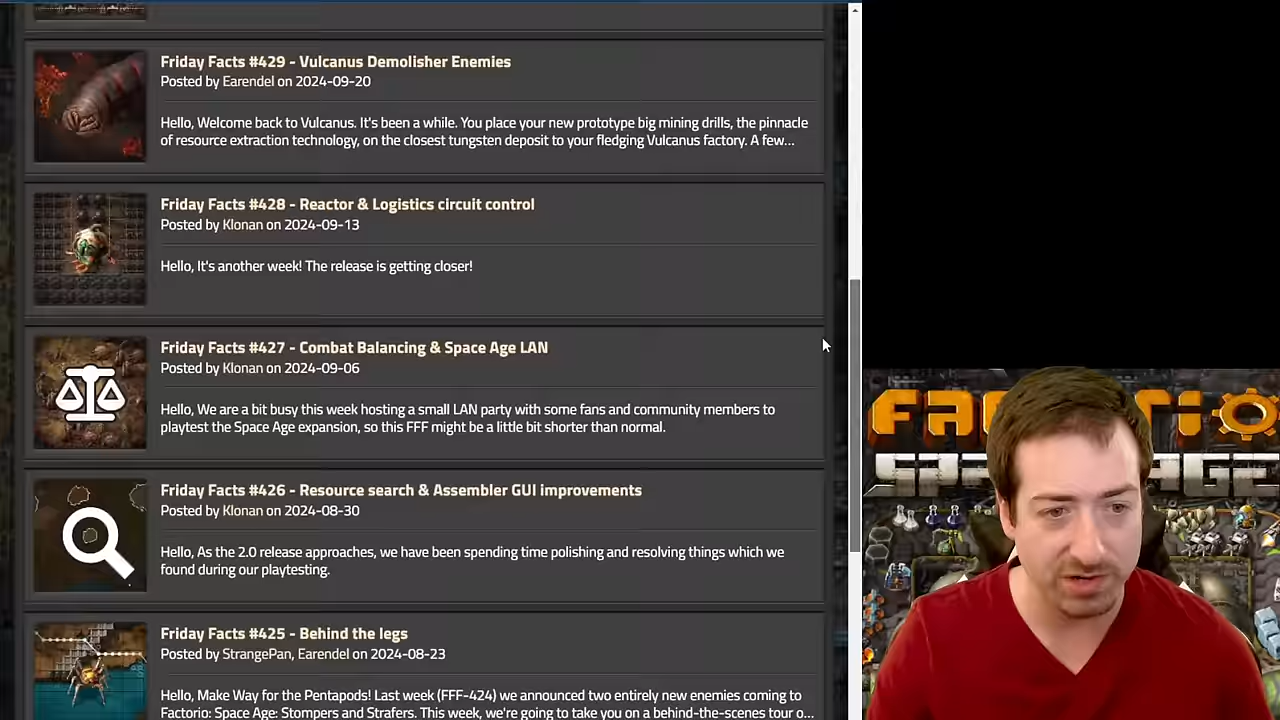 Friday Facts #429 - Vulcanus Demolisher Enemies
Posted by Earendel on 2024-09-20
Hello, Welcome back to Vulcanus. It's been a while. You place your new prototype big mining drills, the pinnacle
of resource extraction technology, on the closest tungsten deposit to your fledging Vulcanus factory. A few...
Friday Facts #428 - Reactor & Logistics circuit control
Posted by Klonan on 2024-09-13
Hello, It's another week! The release is getting closer!
Friday Facts #427 - Combat Balancing & Space Age LAN
Posted by Klonan on 2024-09-06
Hello, We are a bit busy this week hosting a small LAN party with some fans and community members to
playtest the Space Age expansion, so this FFF might be a little bit shorter than normal.
Friday Facts #426 - Resource search & Assembler GUI improvements
Posted by Klonan on 2024-08-30
Hello, As the 2.0 release approaches, we have been spending time polishing and resolving things which we
found during our playtesting.
Friday Facts #425 - Behind the legs
Posted by StrangePan, Earendel on 2024-08-23
Hello, Make Way for the Pentapods! Last week (FFF-424) we announced two entirely new enemies coming to
Factorio: Space Age: Stompers and Strafers. This week, we're going to take you on a behind-the-scenes tour o...